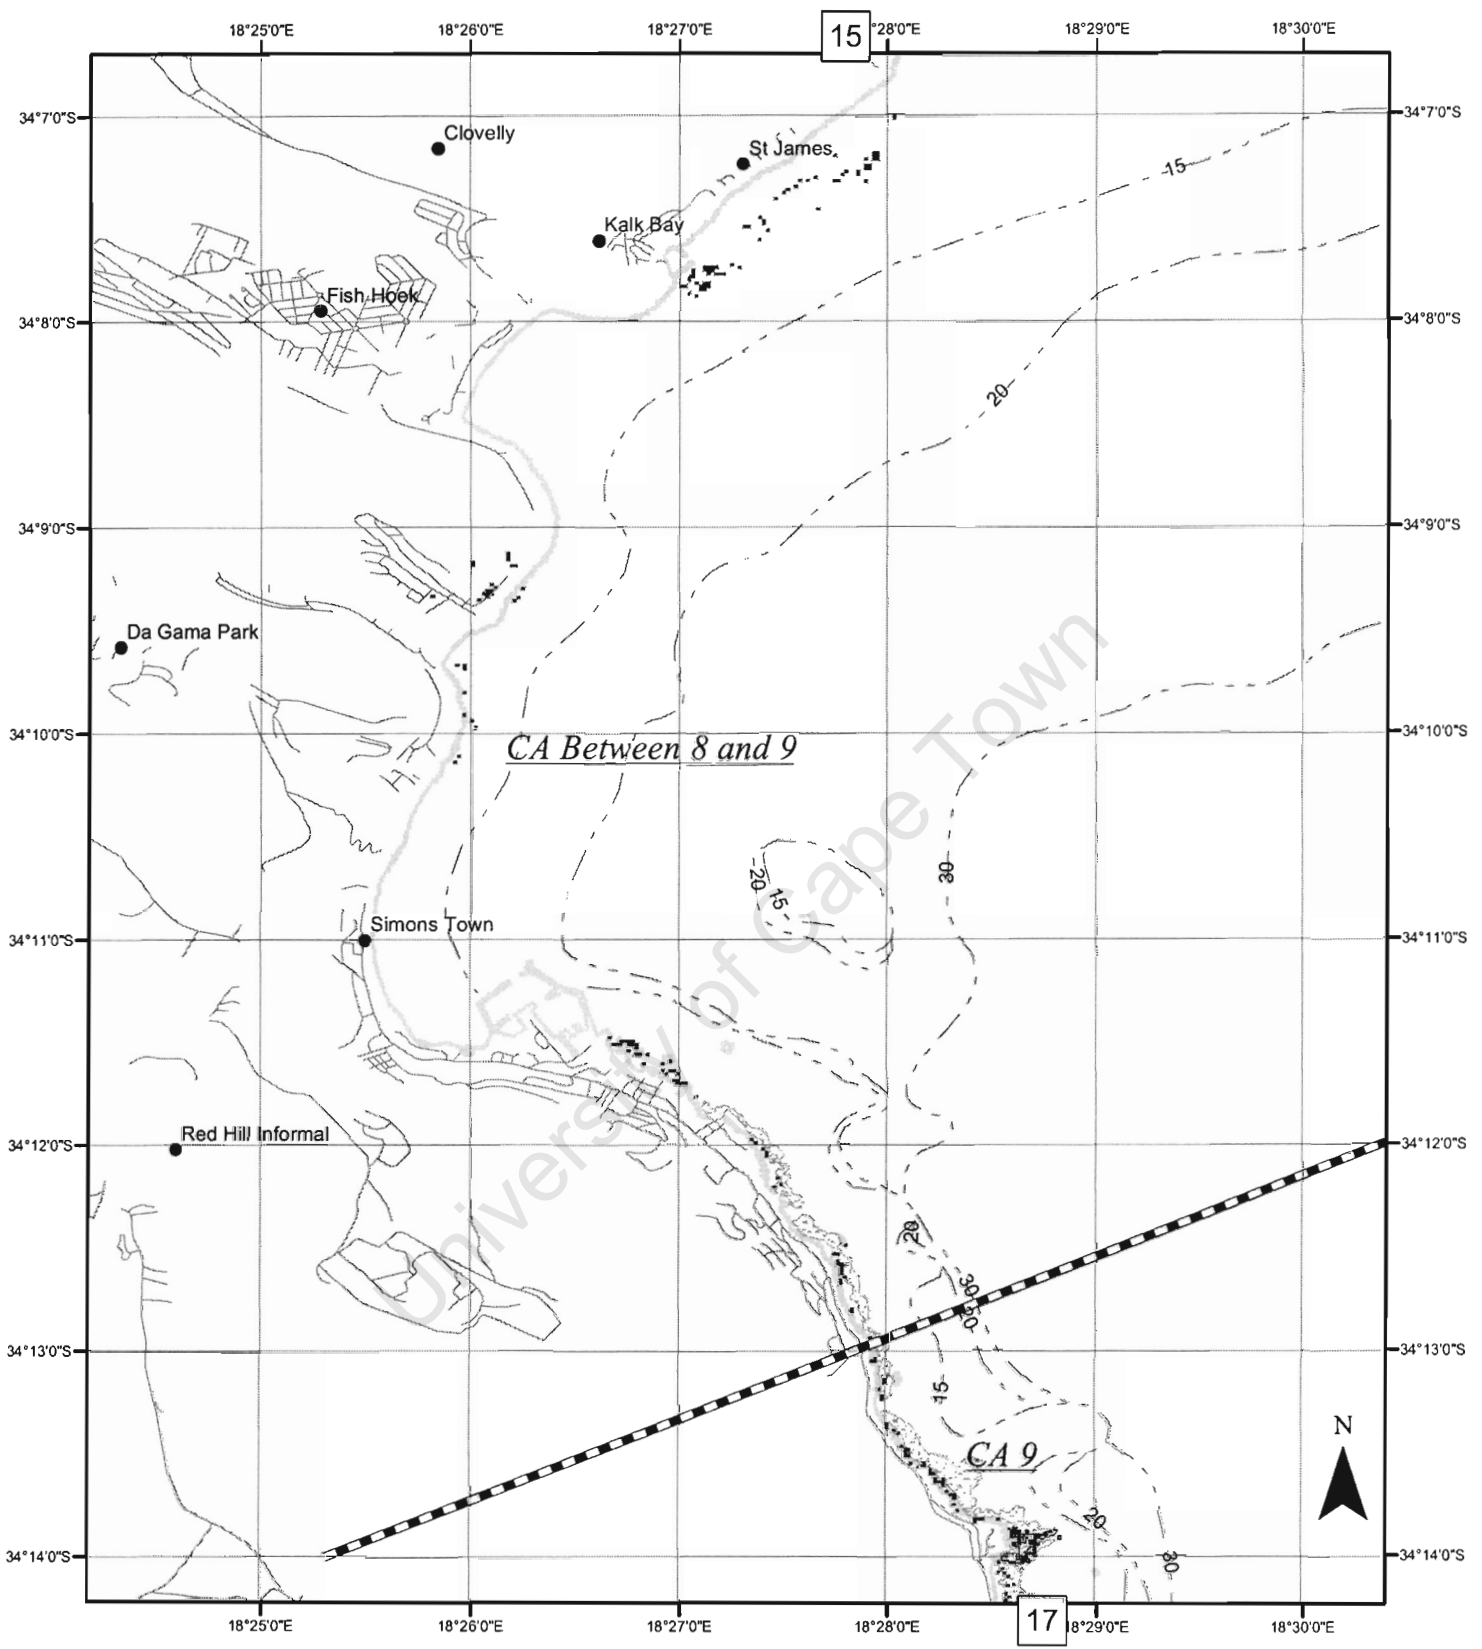 18°25'0"E
18°26'0"E
18°27'0"E
15
°28'0"E
18°29'0"E
18°30'0"E
34°7'0"S
34°7'0"S
Clovelly
St James
15
Kalk Bay
Fish Hoek
34°8'0"S
34°8'0"S
20
34°9'0"S
34°9'0"S
Da Gama Park
34°10'0"S
34°10'0"S
CA Between 8 and 9
20
15
30
Simons Town
34°11'0"S
34°11'0"S
University of Cape Town
Red Hill Informal
34°12'0"S
34°12'0"S
20
30
20
34°13'0"S
34°13'0"S
15
N
CA 9
20
34°14'0"S
30
34°14'0"S
18°25'0"E
18°26'0"E
18°27'0"E
18°28'0"E
17
8°29'0"E
18°30'0"E